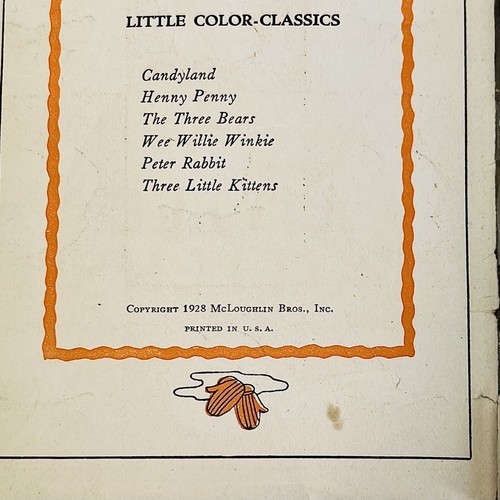 LITTLE COLOR-CLASSICS
Candyland
Henny Penny
The Three Bears
Wee Willie Winkie
Peter Rabbit
Three Little Kittens
COPYRIGHT 1928 MCLOUGHLIN BROS., INC.
PRINTED IN U. S. A.